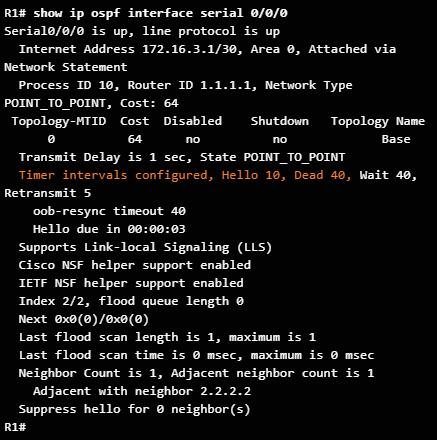 R1# show ip ospf interface serial 0/0/0
Serial0/0/0 is up, line protocol is up
Internet Address 172.16.3.1/30, Area 0, Attached via
Network Statement
Process ID 10, Router ID 1.1.1.1, Network Type
POINT_TO_POINT, Cost: 64
Topology-MTID Cost Disabled Shutdown Topology Name
0 64 no no Base
Transmit Delay is 1 sec, State POINT_TO_POINT
Timer intervals configured, Hello 10, Dead 40, Wait 40,
Retransmit 5
oob-resync timeout 40
Hello due in 00:00:03
Supports Link-local Signaling (LLS)
Cisco NSF helper support enabled
IETF NSF helper support enabled
Index 2/2, flood queue length 0
Next 0x0(0)/0x0(0)
Last flood scan length is 1, maximum is 1
Last flood scan time is 0 msec, maximum is 0 msec
Neighbor Count is 1, Adjacent neighbor count is 1
Adjacent with neighbor 2.2.2.2
Suppress hello for 0 neighbor(s)
R1#